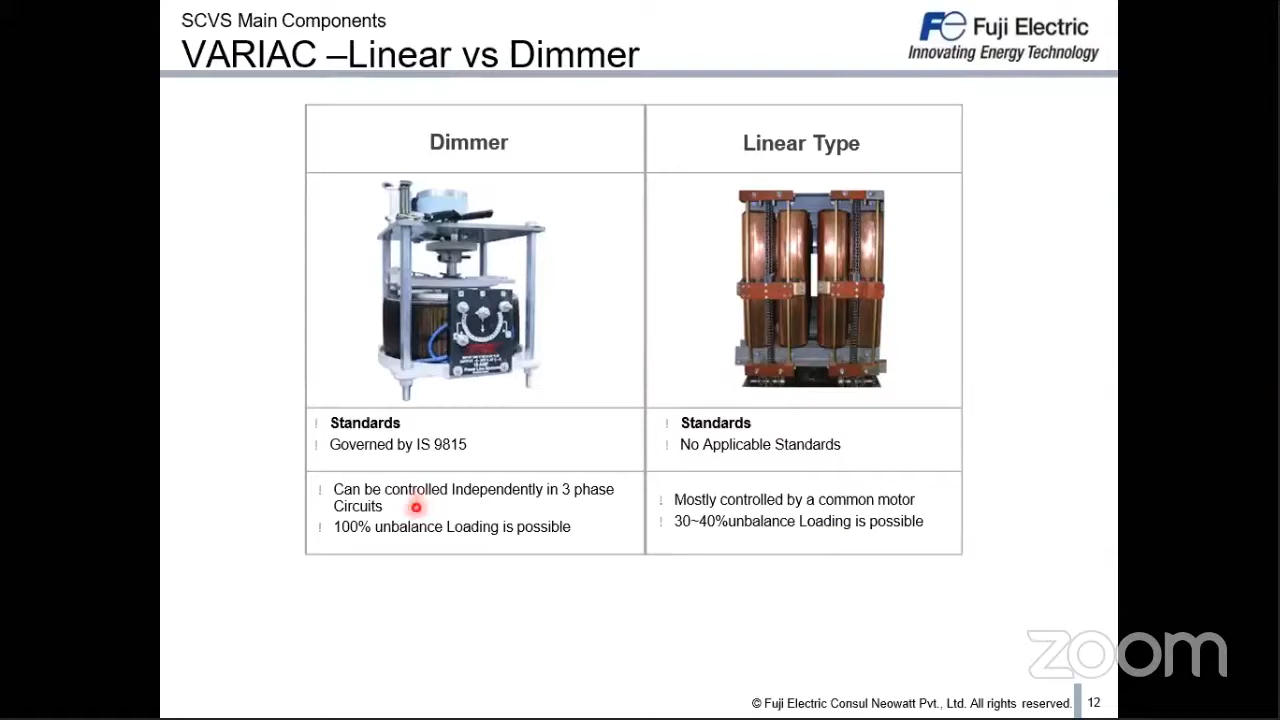 SCVS Main Components
VARIAC –Linear vs Dimmer
Fe Fuji Electric
Innovating Energy Technology
Dimmer
Linear Type
Standards
Governed by IS 9815
Standards
No Applicable Standards
Can be controlled Independently in 3 phase
Circuits
100% unbalance Loading is possible
Mostly controlled by a common motor
30~40%unbalance Loading is possible
zoom
© Fuji Electric Consul Neowatt Pvt., Ltd. All rights reserved.
12